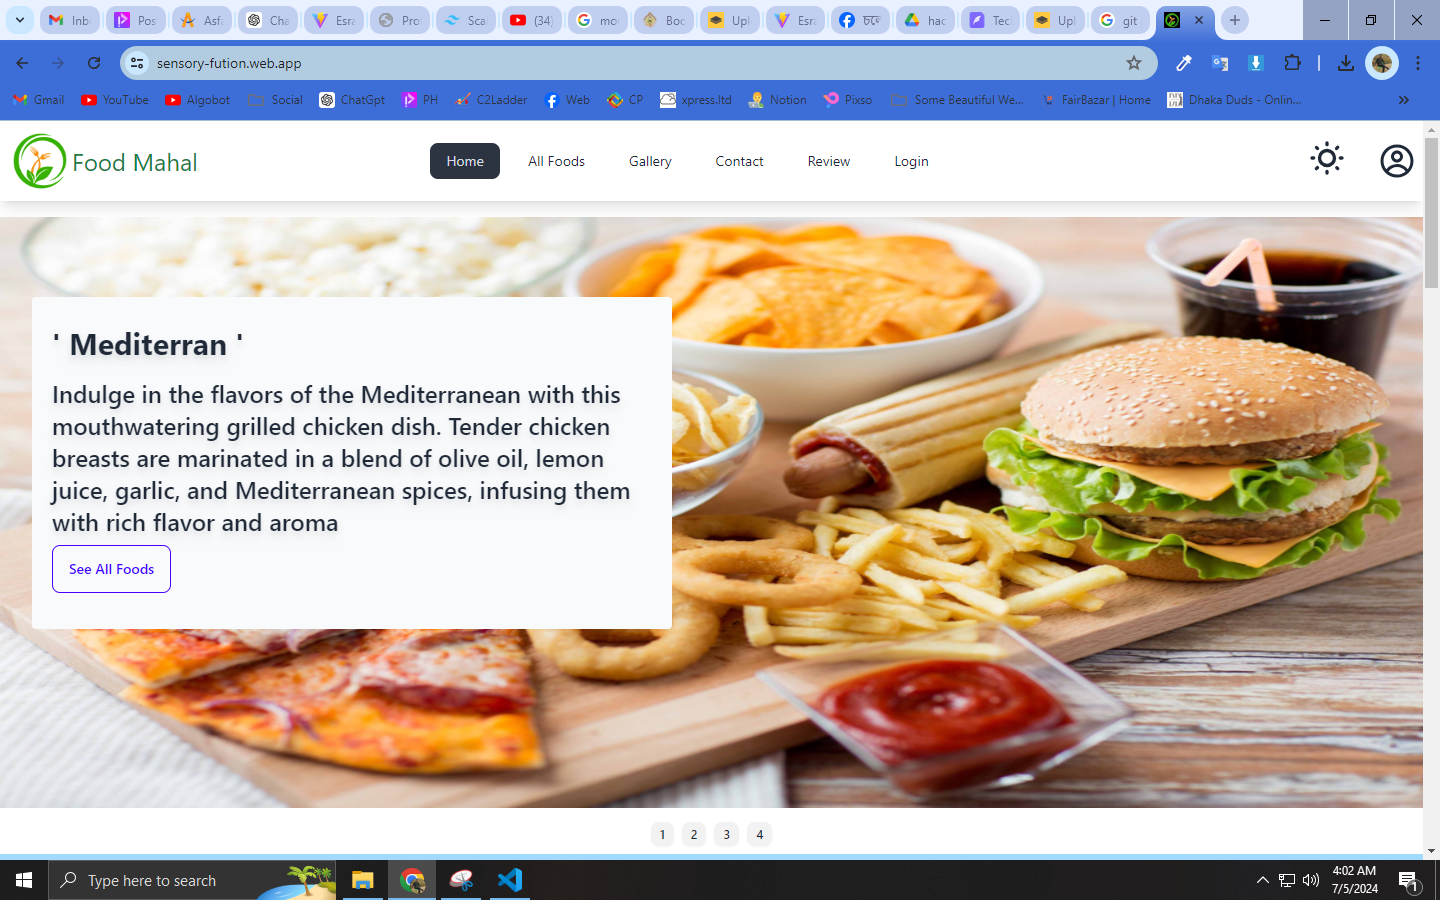 Inbo
Pos
Asfa
Cha
Esra
Pro
Sca
(34)
mo
Boo
Upl
Esra
hac
Tec
Upl
git
sensory-fution.web.app
Gmail
YouTube
Algobot
Social
ChatGpt
PH
C2Ladder
Web
CP
xpress.ltd
Notion
Pixso
Some Beautiful We...
FairBazar | Home
Dhaka Duds - Onlin...
Food Mahal
Home
All Foods
Gallery
Contact
Review
Login
' Mediterran '
Indulge in the flavors of the Mediterranean with this
mouthwatering grilled chicken dish. Tender chicken
breasts are marinated in a blend of olive oil, lemon
juice, garlic, and Mediterranean spices, infusing them
with rich flavor and aroma
See All Foods
1 2 3 4
Type here to search
4:02 AM
7/5/2024
1